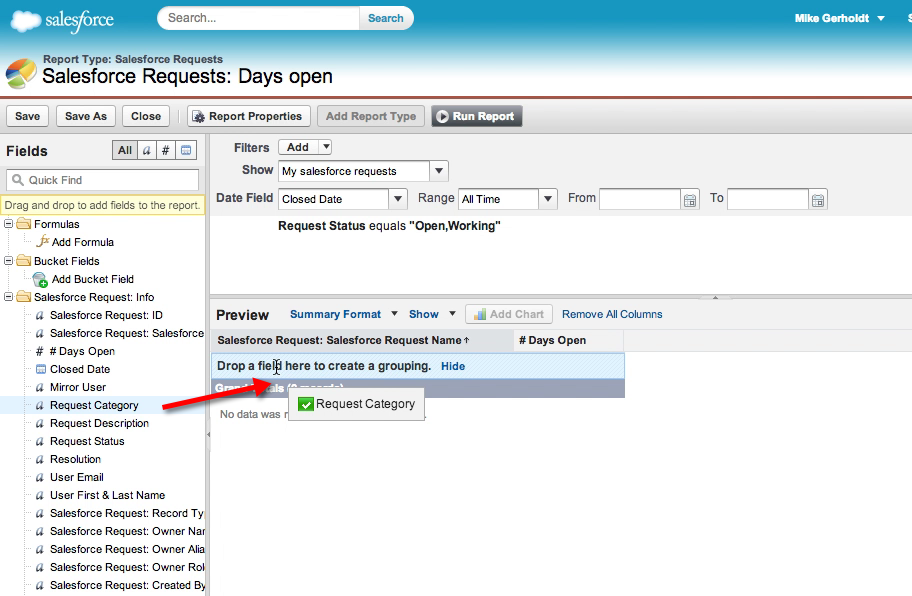 salesforce
Search...
Search
Mike Gerholdt
Report Type: Salesforce Requests
Salesforce Requests: Days open
Save
Save As
Close
Report Properties
Add Report Type
Run Report
Fields
All
a
#
Quick Find
Drag and drop to add fields to the report.
Formulas
fx Add Formula
Bucket Fields
Add Bucket Field
Salesforce Request: Info
a Salesforce Request: ID
a Salesforce Request: Salesforce
# # Days Open
Closed Date
a Mirror User
a Request Category
a Request Description
a Request Status
a Resolution
a User Email
a User First & Last Name
a Salesforce Request: Record Ty
a Salesforce Request: Owner Nar
a Salesforce Request: Owner Alia
a Salesforce Request: Owner Rol
a Salesforce Request: Created By
Filters
Add
Show
My salesforce requests
Date Field
Closed Date
Range
All Time
From
To
Request Status equals "Open,Working"
Preview
Summary Format
Show
Add Chart
Remove All Columns
Salesforce Request: Salesforce Request Name↑
# Days Open
Drop a field here to create a grouping.
Hide
No data was
Request Category